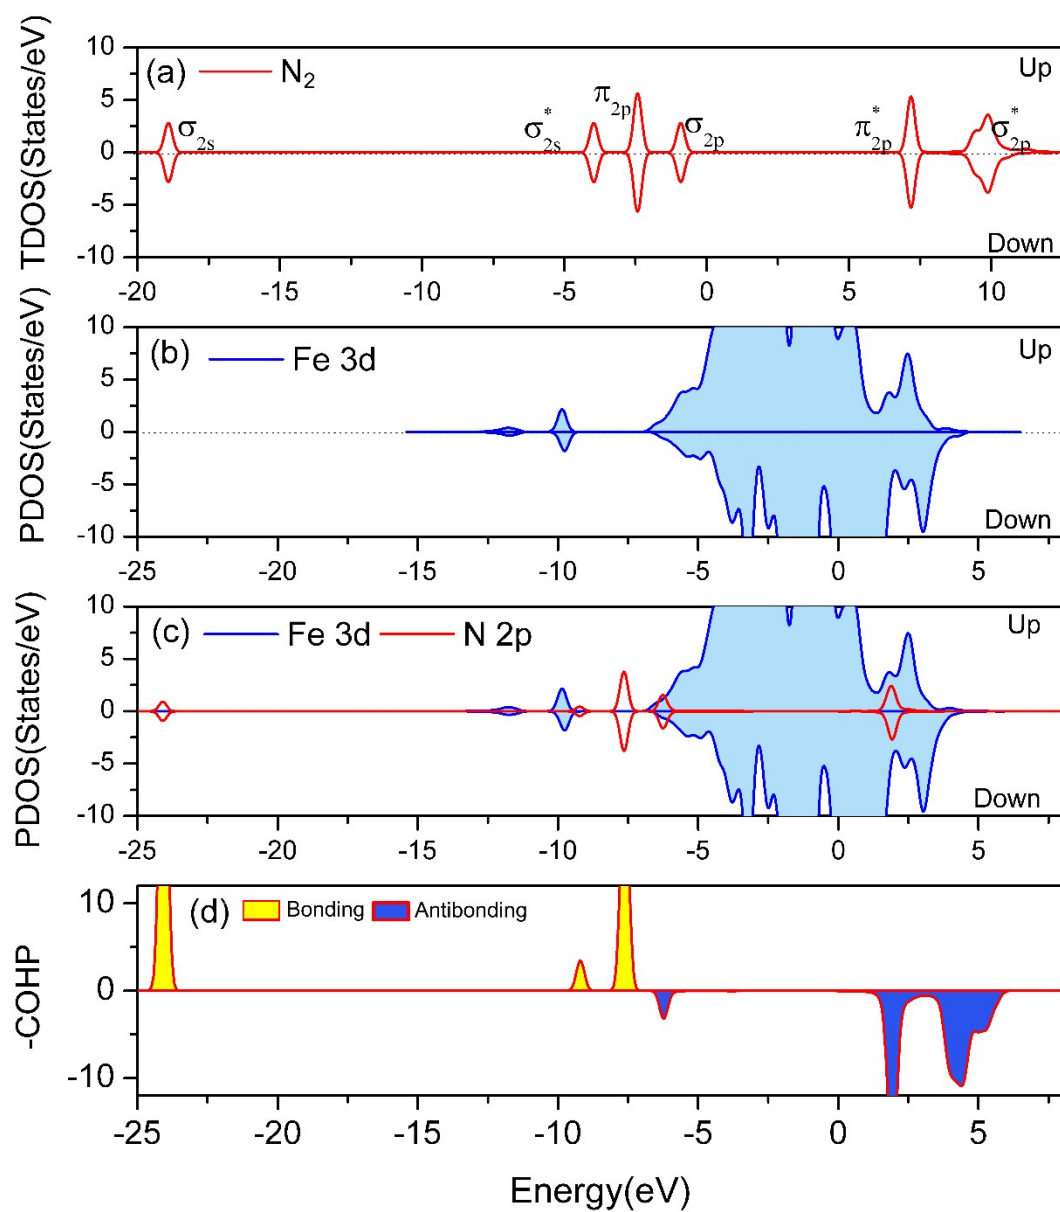 (a) N₂ Up
σ₂ₛ σ*₂ₛ π₂ₚ σ₂ₚ π*₂ₚ σ*₂ₚ
Down
TDOS(States/eV)
10
5
0
-5
-10
-20 -15 -10 -5 0 5 10
(b) Fe 3d Up
Down
PDOS(States/eV)
10
5
0
-5
-10
-25 -20 -15 -10 -5 0 5
(c) Fe 3d N 2p Up
Down
PDOS(States/eV)
10
5
0
-5
-10
-25 -20 -15 -10 -5 0 5
(d) Bonding Antibonding
-COHP
10
0
-10
-25 -20 -15 -10 -5 0 5
Energy(eV)